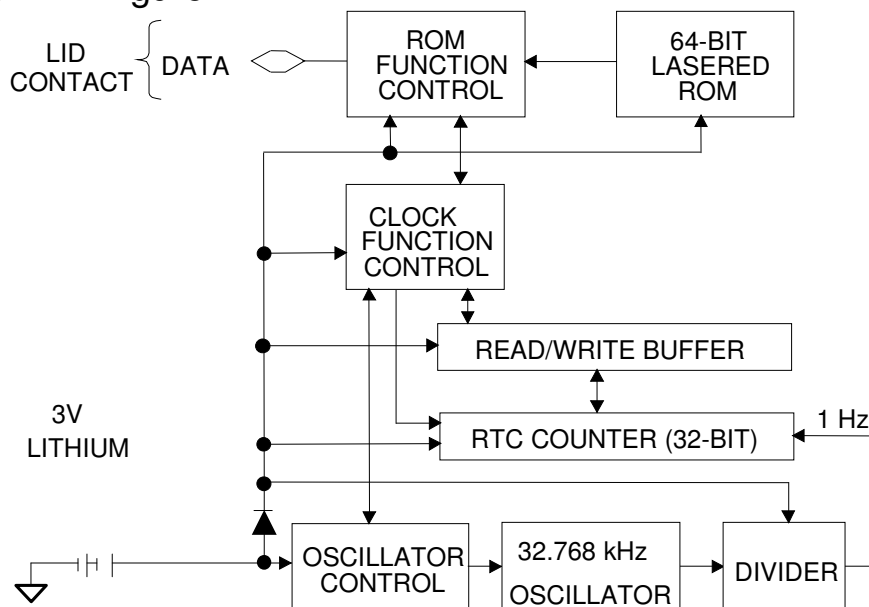 LID
CONTACT
DATA
ROM
FUNCTION
CONTROL
64-BIT
LASERED
ROM
CLOCK
FUNCTION
CONTROL
READ/WRITE BUFFER
3V
LITHIUM
RTC COUNTER (32-BIT)
1 Hz
OSCILLATOR
CONTROL
32.768 kHz
OSCILLATOR
DIVIDER